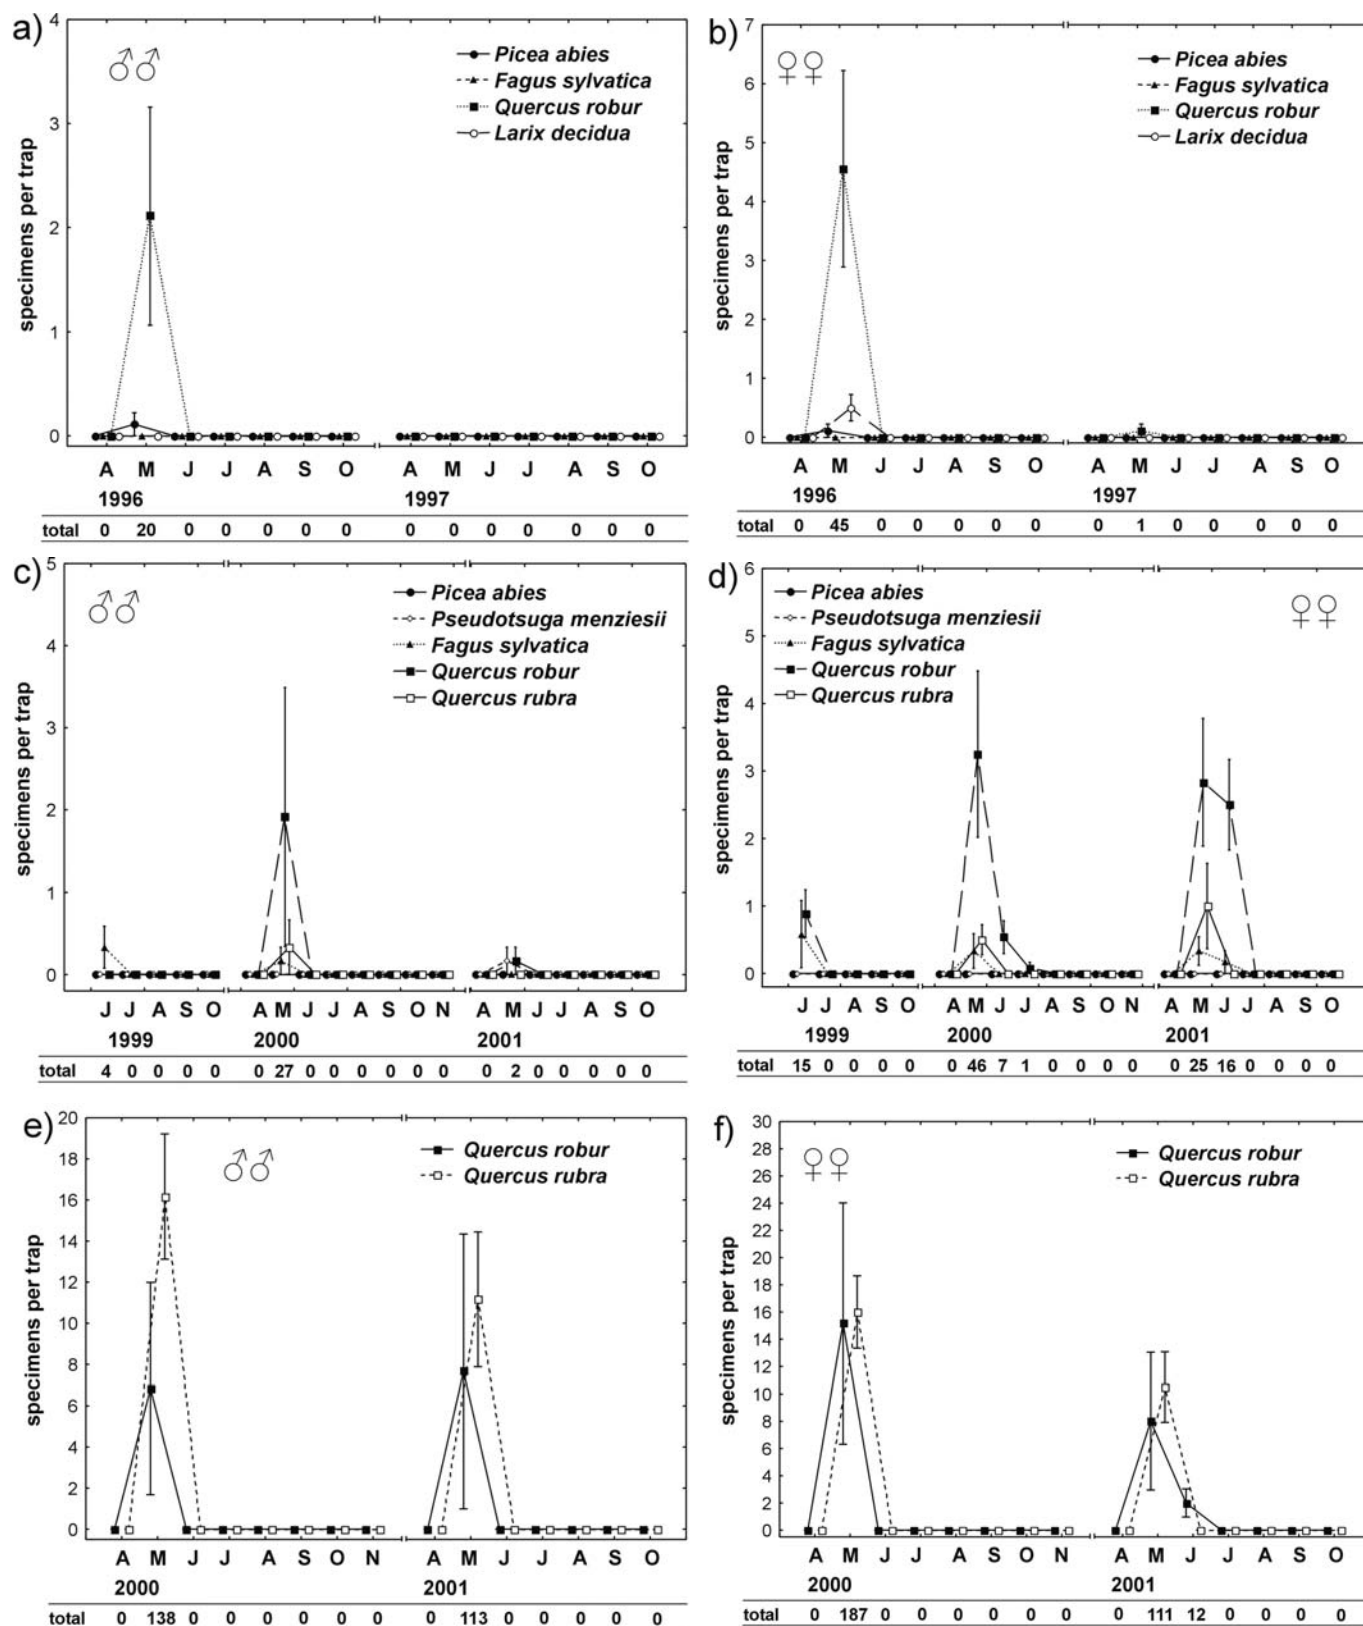 a)
♂♂
Picea abies
Fagus sylvatica
Quercus robur
Larix decidua
specimens per trap
4
3
2
1
0
A M J J A S O A M J J A S O
1996 1997
total 0 20 0 0 0 0 0 0 0 0 0 0 0 0
b)
♀♀
Picea abies
Fagus sylvatica
Quercus robur
Larix decidua
specimens per trap
7
6
5
4
3
2
1
0
A M J J A S O A M J J A S O
1996 1997
total 0 45 0 0 0 0 0 0 1 0 0 0 0 0
c)
♂♂
Picea abies
Pseudotsuga menziesii
Fagus sylvatica
Quercus robur
Quercus rubra
specimens per trap
5
4
3
2
1
0
J J A S O A M J J A S O N A M J J A S O
1999 2000 2001
total 4 0 0 0 0 0 27 0 0 0 0 0 0 0 2 0 0 0 0 0
d)
♀♀
Picea abies
Pseudotsuga menziesii
Fagus sylvatica
Quercus robur
Quercus rubra
specimens per trap
6
5
4
3
2
1
0
J J A S O A M J J A S O N A M J J A S O
1999 2000 2001
total 15 0 0 0 0 0 46 7 1 0 0 0 0 0 25 16 0 0 0 0
e)
♂♂
Quercus robur
Quercus rubra
specimens per trap
20
18
16
14
12
10
8
6
4
2
0
A M J J A S O N A M J J A S O
2000 2001
total 0 138 0 0 0 0 0 0 0 113 0 0 0 0 0
f)
♀♀
Quercus robur
Quercus rubra
specimens per trap
30
28
26
24
22
20
18
16
14
12
10
8
6
4
2
0
A M J J A S O N A M J J A S O
2000 2001
total 0 187 0 0 0 0 0 0 0 111 12 0 0 0 0